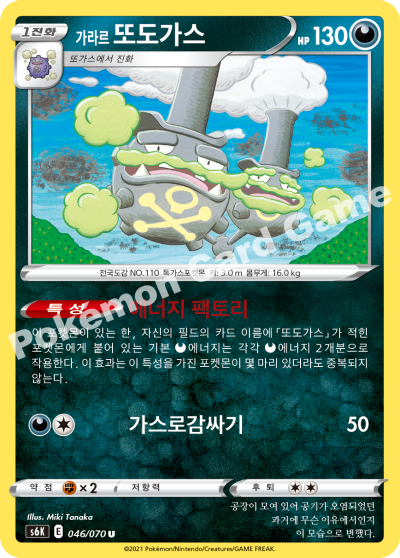 1진화
가라르 또도가스
HP 130
또가스에서 진화
전국도감 NO.110 독가스포켓몬 키: 3.0 m 몸무게: 16.0 kg
특성 에너지 팩토리
이 포켓몬이 있는 한, 자신의 필드의 카드 이름에 「또도가스」가 적힌
포켓몬에게 붙어 있는 기본 에너지는 각각 에너지 2개분으로
작용한다. 이 효과는 이 특성을 가진 포켓몬이 몇 마리 있더라도 중복되지
않는다.
가스로감싸기 50
약점 ×2 저항력 후퇴
Illus. Miki Tanaka
s6K E 046/070 U
공장이 모여 있어 공기가 오염되었던
과거에 무슨 이유에서인지
이 모습으로 변했다.
©2021 Pokémon/Nintendo/Creatures/GAME FREAK.
Pokémon Card Game